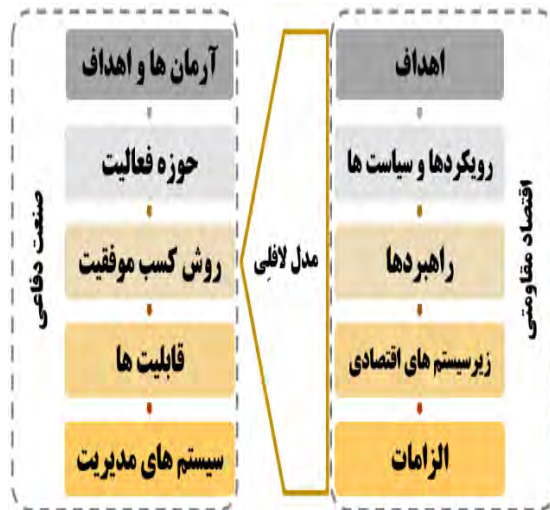 اقتصاد مقاومتی
اهداف
رویکردها و سیاست ها
راهبردها
زیرسیستم های اقتصادی
الزامات
مدل لافلِی
آرمان ها و اهداف
حوزه فعالیت
روش کسب موفقیت
قابلیت ها
سیستم های مدیریت
صنعت دفاعی